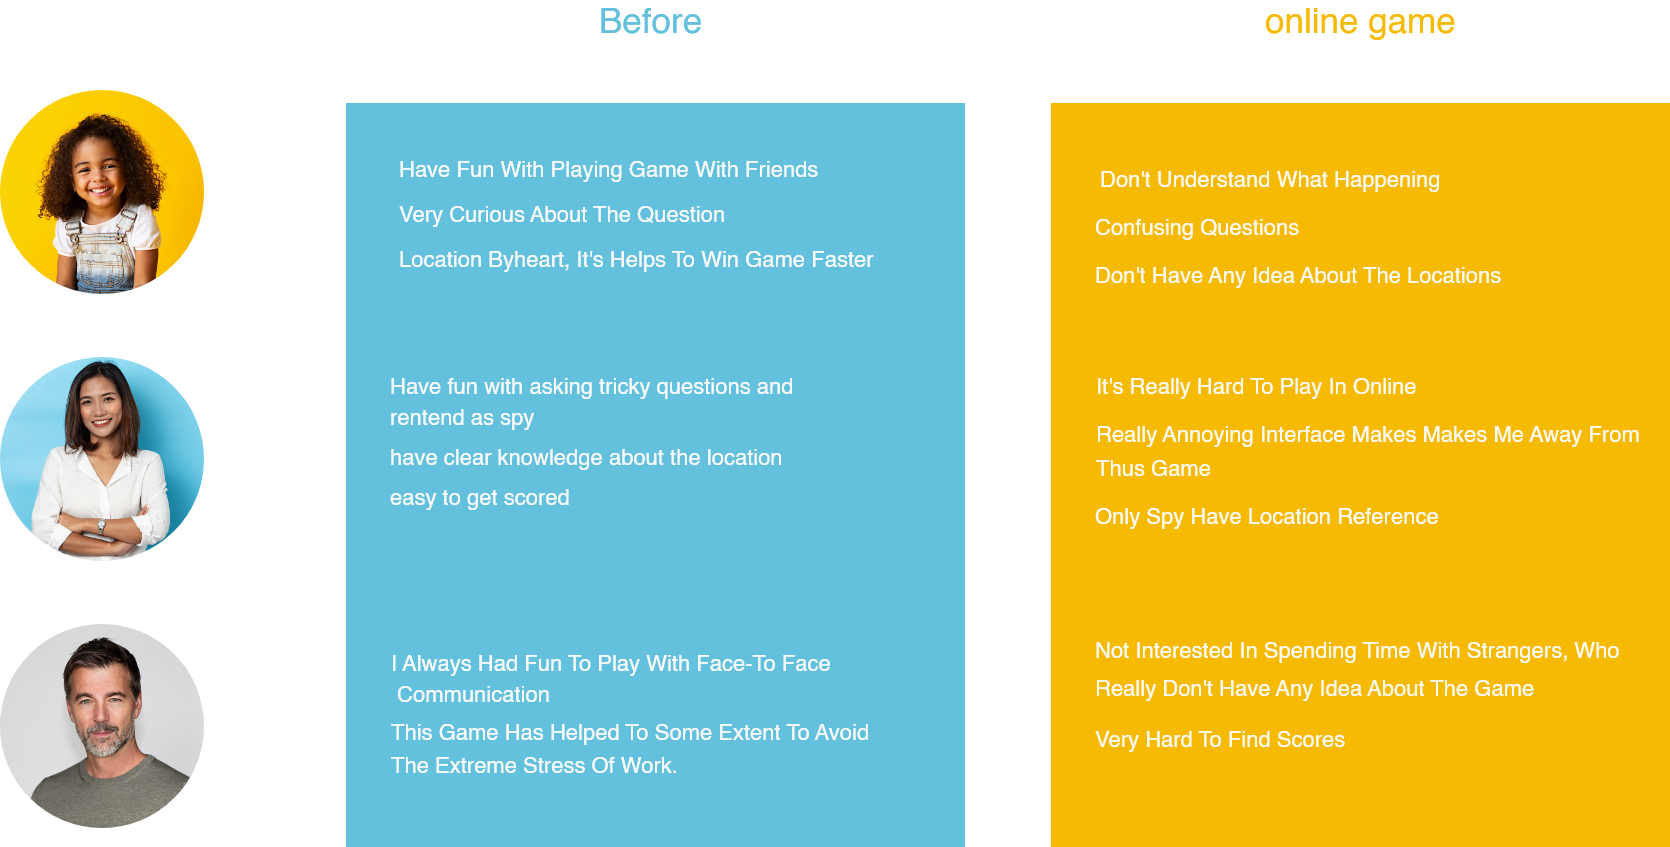 Before
online game
Have Fun With Playing Game With Friends
Very Curious About The Question
Location Byheart, It's Helps To Win Game Faster
Don't Understand What Happening
Confusing Questions
Don't Have Any Idea About The Locations
Have fun with asking tricky questions and
rentend as spy
have clear knowledge about the location
easy to get scored
It's Really Hard To Play In Online
Really Annoying Interface Makes Makes Me Away From
Thus Game
Only Spy Have Location Reference
I Always Had Fun To Play With Face-To Face
Communication
This Game Has Helped To Some Extent To Avoid
The Extreme Stress Of Work.
Not Interested In Spending Time With Strangers, Who
Really Don't Have Any Idea About The Game
Very Hard To Find Scores